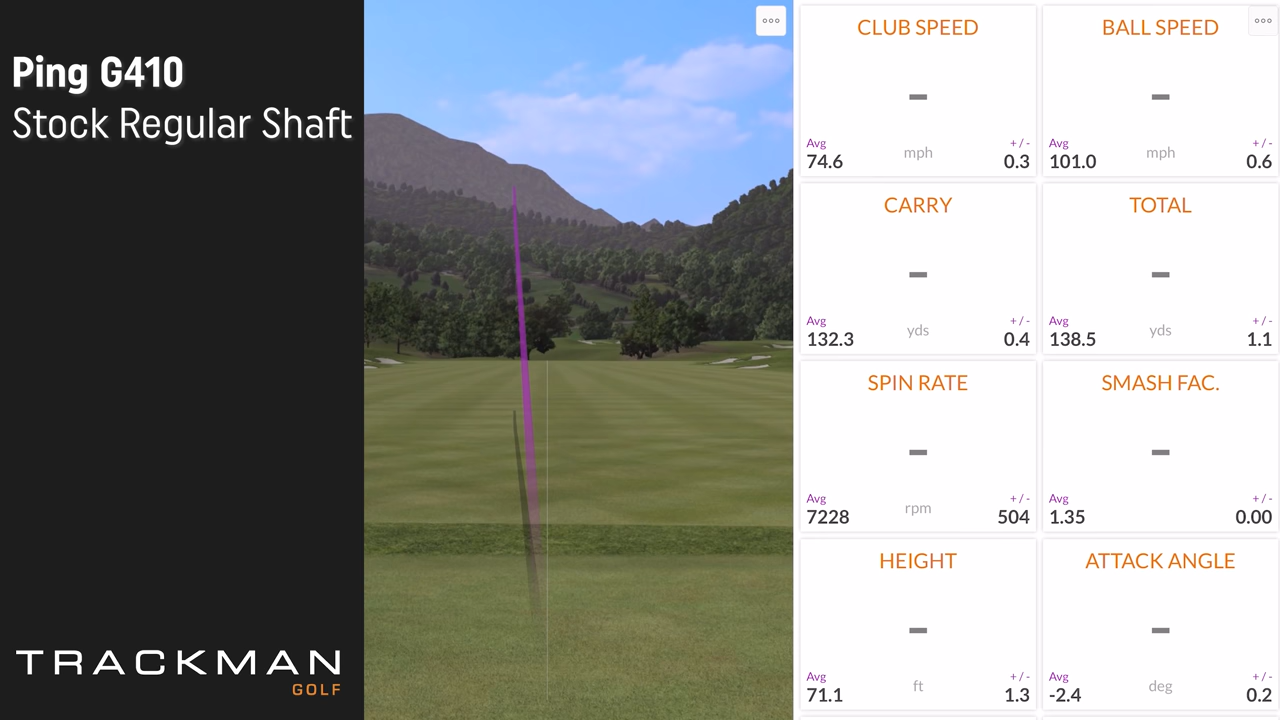 Ping G410
Stock Regular Shaft
TRACKMAN
GOLF
CLUB SPEED
-
Avg
74.6
mph
+ / -
0.3
BALL SPEED
-
Avg
101.0
mph
+ / -
0.6
CARRY
-
Avg
132.3
yds
+ / -
0.4
TOTAL
-
Avg
138.5
yds
+ / -
1.1
SPIN RATE
-
Avg
7228
rpm
+ / -
504
SMASH FAC.
-
Avg
1.35
+ / -
0.00
HEIGHT
-
Avg
71.1
ft
+ / -
1.3
ATTACK ANGLE
-
Avg
-2.4
deg
+ / -
0.2